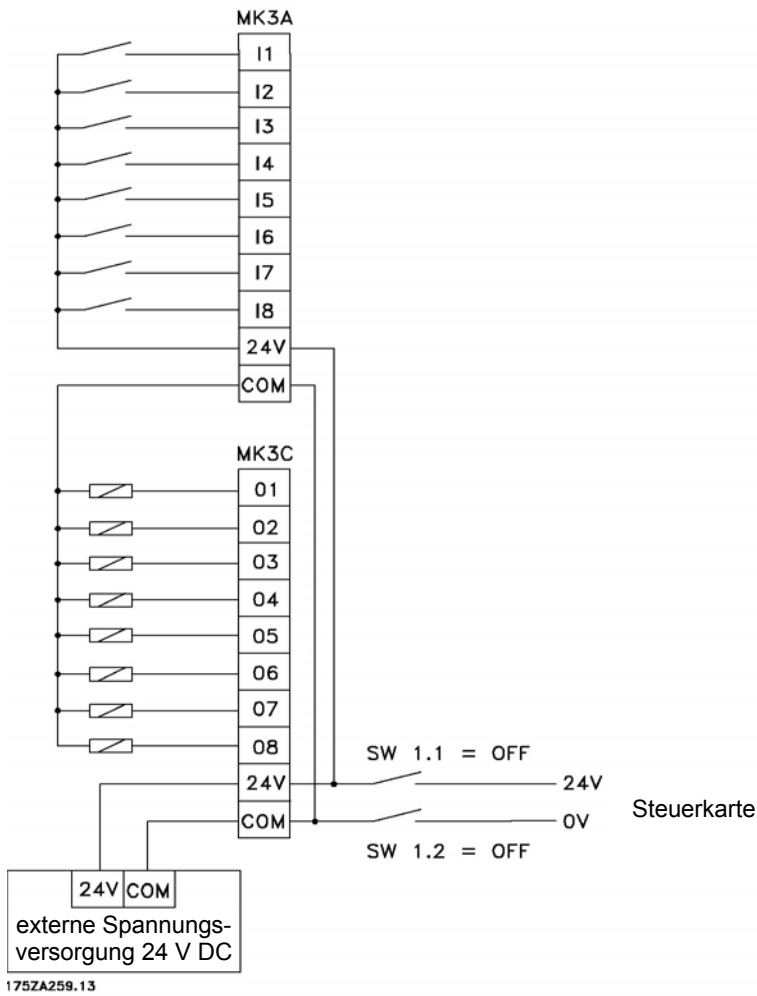 MK3A
I1
I2
I3
I4
I5
I6
I7
I8
24V
COM
MK3C
01
02
03
04
05
06
07
08
24V
COM
SW 1.1 = OFF
24V
0V
SW 1.2 = OFF
Steuerkarte
24V COM
externe Spannungs-
versorgung 24 V DC
175ZA259.13